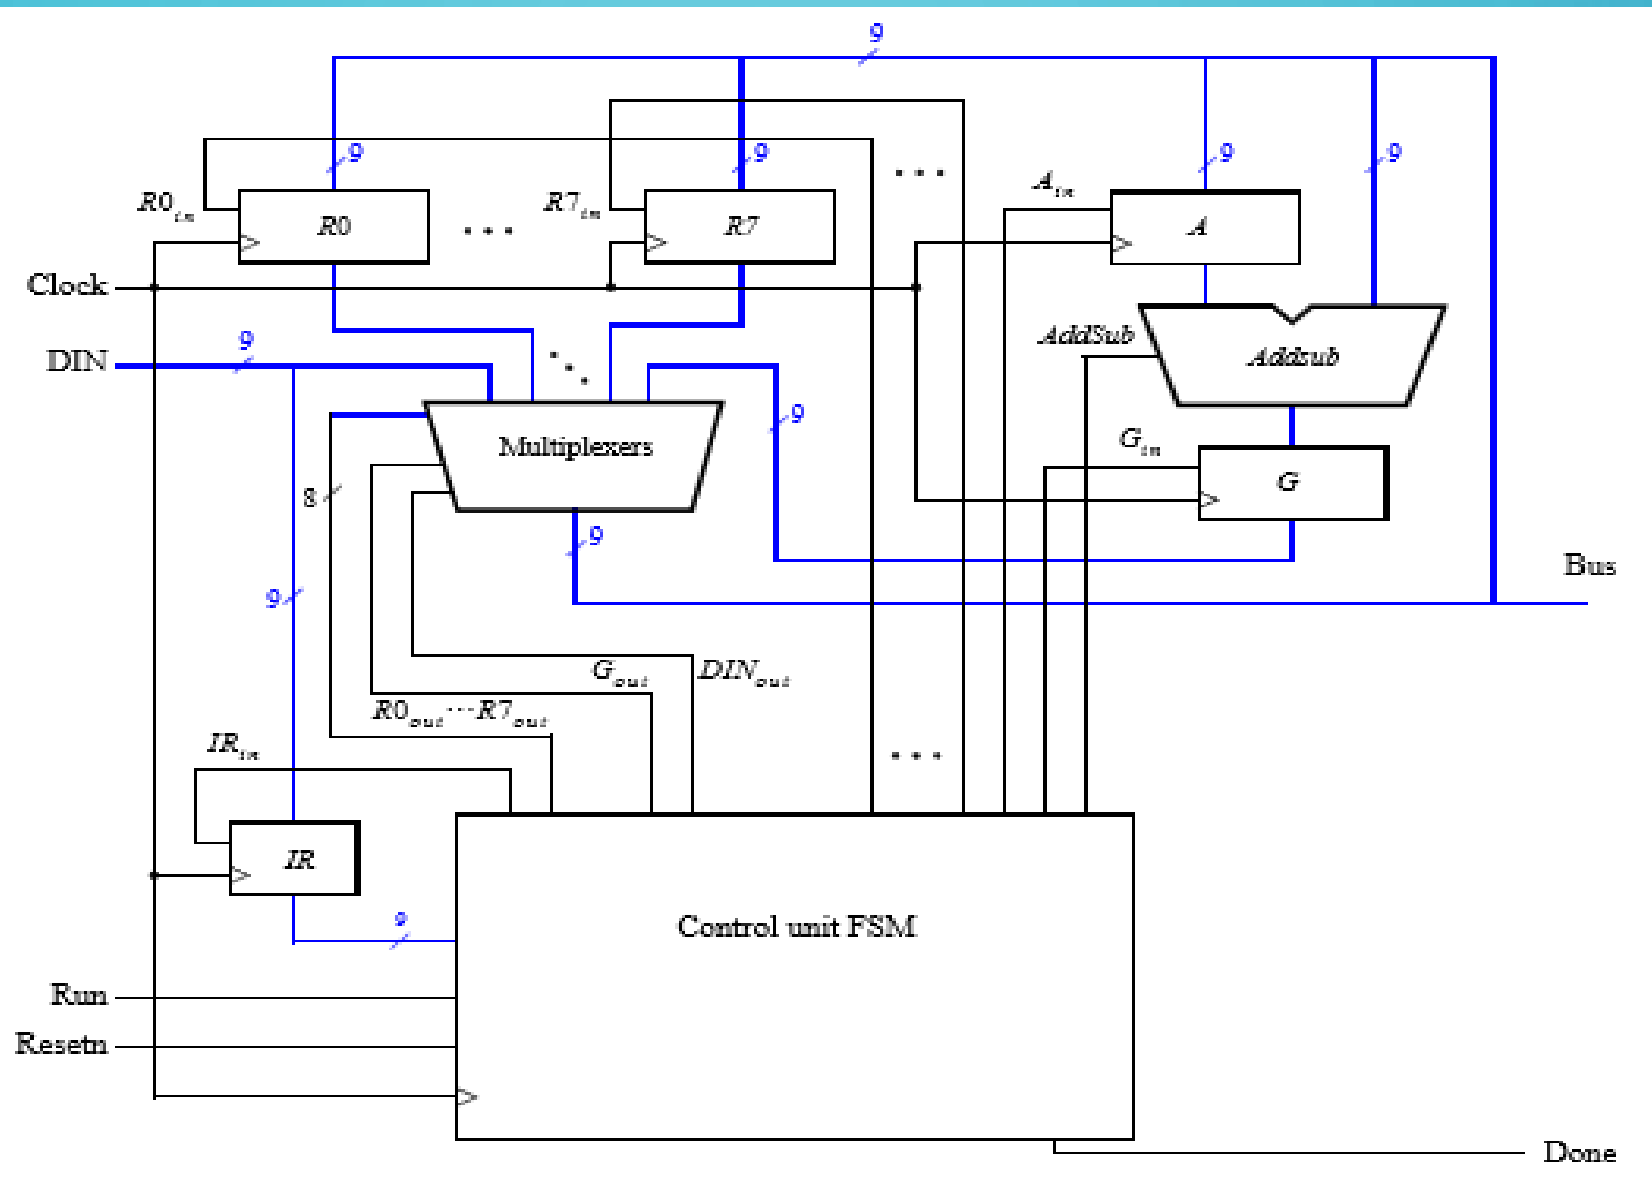 9
9
9
9
9
R0in
R0
• • •
R7in
R7
• • •
Ain
A
Clock
DIN
9
AddSub
Addsub
Multiplexers
9
Gin
G
8
9
9
Bus
Gout
DINout
R0out⋯R7out
IRin
• • •
IR
9
Control unit FSM
Run
Resetn
Done